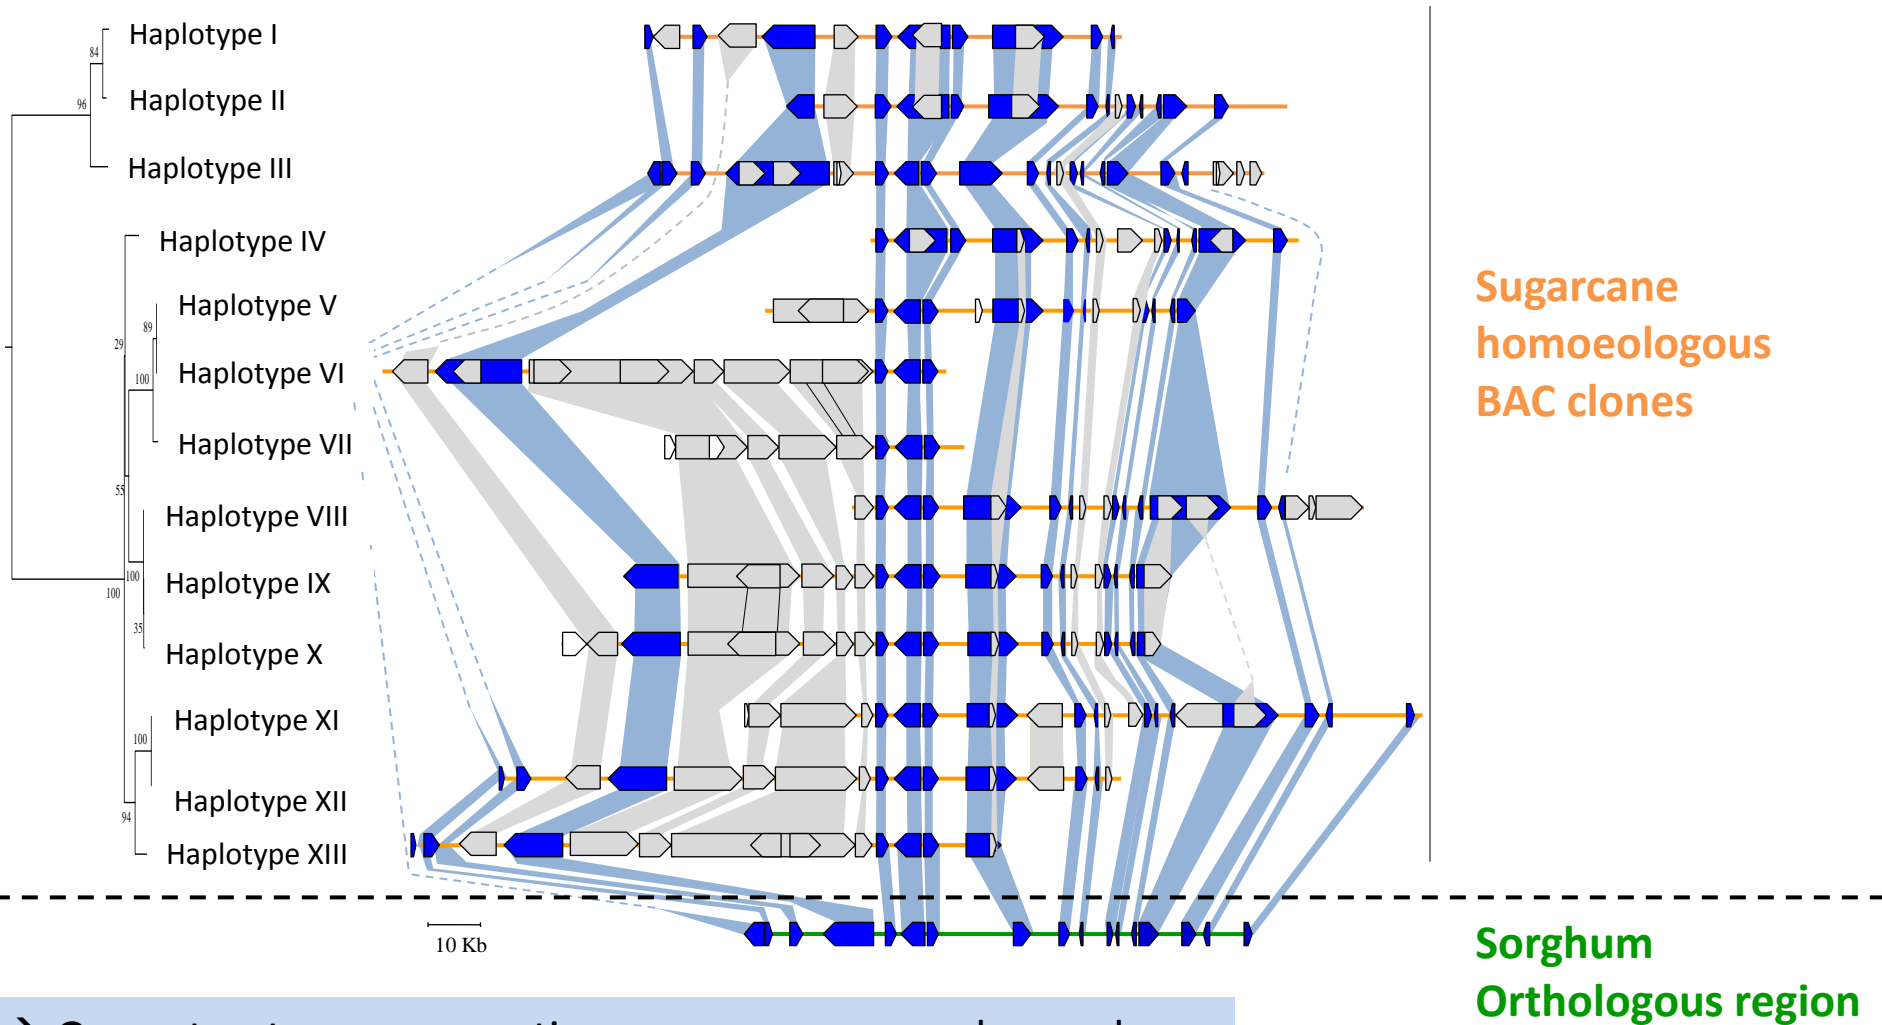 Haplotype I
84
Haplotype II
96
Haplotype III
Haplotype IV
Haplotype V
89
29
Haplotype VI
100
Haplotype VII
55
Haplotype VIII
100
Haplotype IX
100
35
Haplotype X
Haplotype XI
100
Haplotype XII
94
Haplotype XIII
10 Kb
Sugarcane
homoeologous
BAC clones
Sorghum
Orthologous region